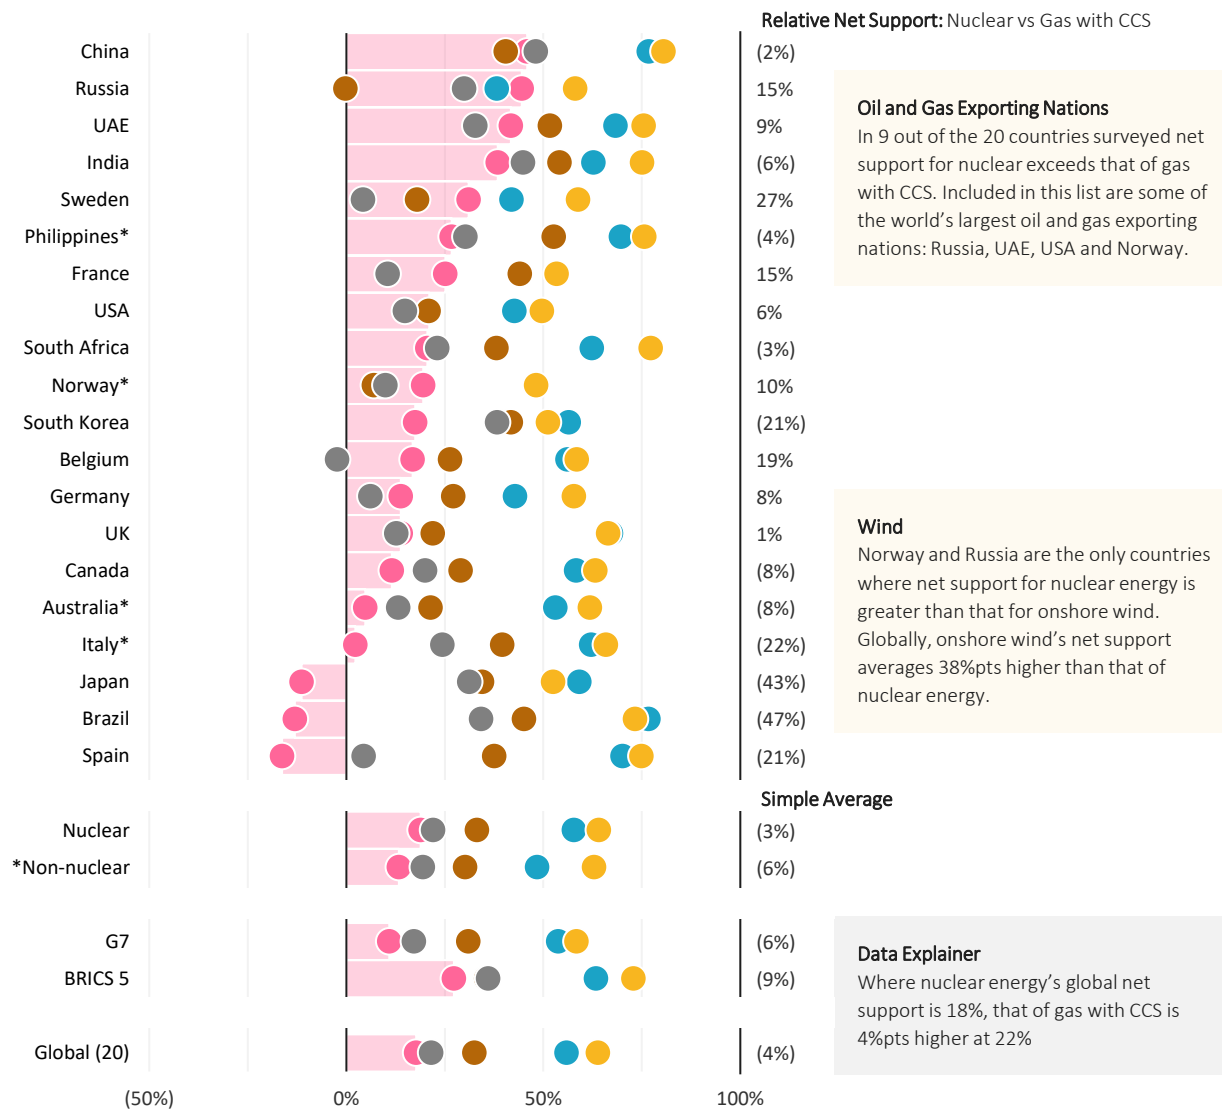 Relative Net Support: Nuclear vs Gas with CCS
China (2%)
Russia 15%
UAE 9%
India (6%)
Sweden 27%
Philippines* (4%)
France 15%
USA 6%
South Africa (3%)
Norway* 10%
South Korea (21%)
Belgium 19%
Germany 8%
UK 1%
Canada (8%)
Australia* (8%)
Italy* (22%)
Japan (43%)
Brazil (47%)
Spain (21%)
Oil and Gas Exporting Nations
In 9 out of the 20 countries surveyed net
support for nuclear exceeds that of gas
with CCS. Included in this list are some of
the world's largest oil and gas exporting
nations: Russia, UAE, USA and Norway.
Wind
Norway and Russia are the only countries
where net support for nuclear energy is
greater than that for onshore wind.
Globally, onshore wind's net support
averages 38%pts higher than that of
nuclear energy.
Simple Average
Nuclear (3%)
*Non-nuclear (6%)
G7 (6%)
BRICS 5 (9%)
Global (20) (4%)
Data Explainer
Where nuclear energy's global net
support is 18%, that of gas with CCS is
4%pts higher at 22%
(50%) 0% 50% 100%